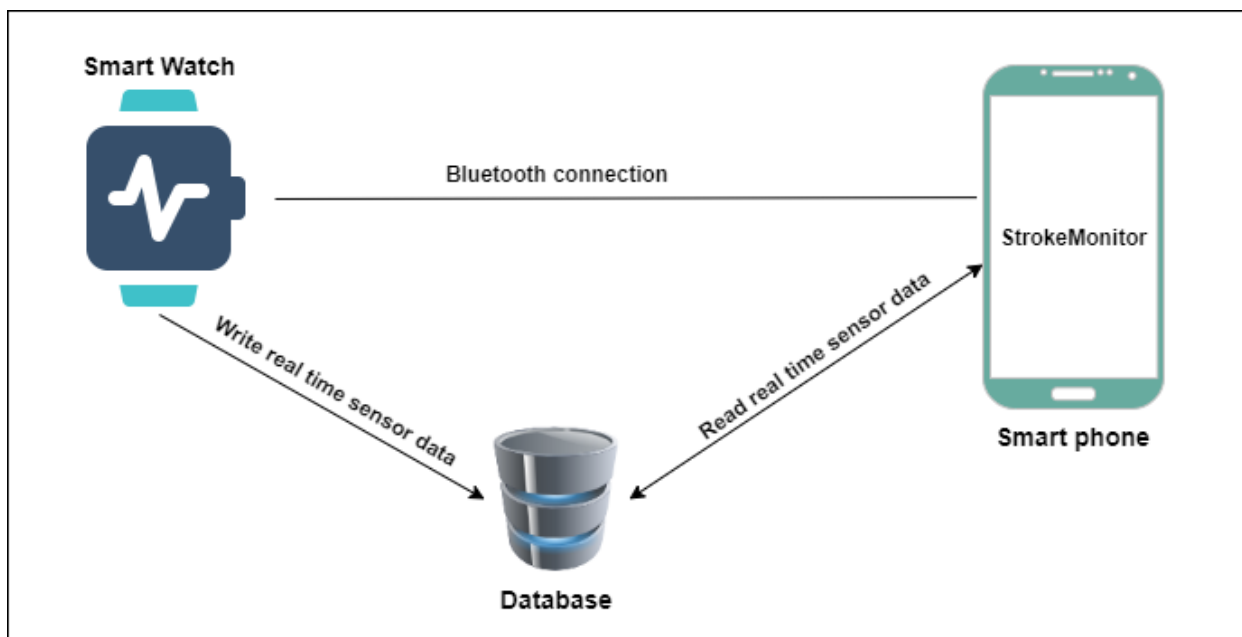 Smart Watch
Bluetooth connection
StrokeMonitor
Write real time sensor data
Read real time sensor data
Smart phone
Database